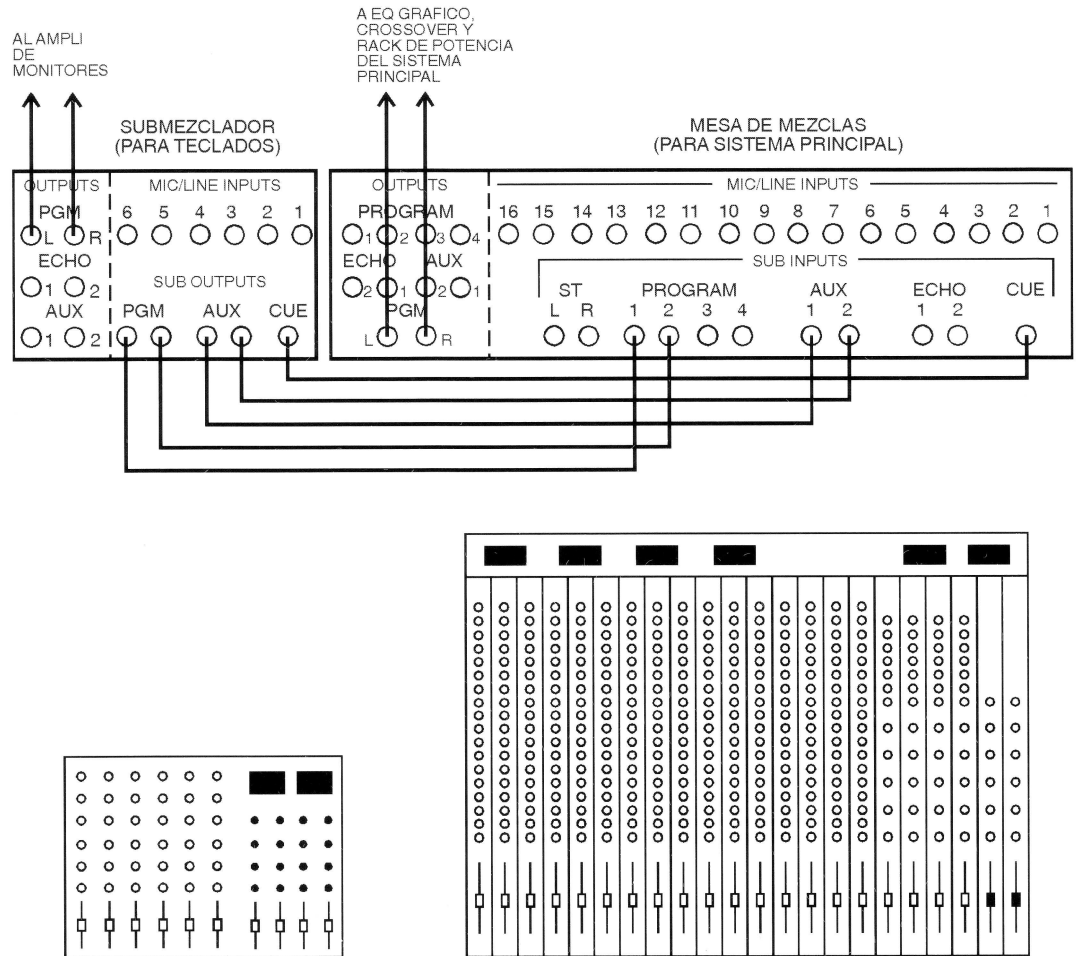 AL AMPLI
DE
MONITORES
A EQ GRAFICO,
CROSSOVER Y
RACK DE POTENCIA
DEL SISTEMA
PRINCIPAL
SUBMEZCLADOR
(PARA TECLADOS)
MESA DE MEZCLAS
(PARA SISTEMA PRINCIPAL)
OUTPUTS
PGM
L R
ECHO
1 2
AUX
1 2
MIC/LINE INPUTS
6 5 4 3 2 1
SUB OUTPUTS
PGM AUX CUE
OUTPUTS
PROGRAM
1 2 3 4
ECHO AUX
2 1 2 1
PGM
L R
MIC/LINE INPUTS
16 15 14 13 12 11 10 9 8 7 6 5 4 3 2 1
SUB INPUTS
ST PROGRAM AUX ECHO CUE
L R 1 2 3 4 1 2 1 2